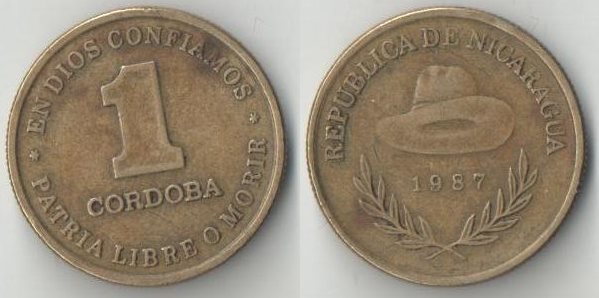 EN DIOS CONFIAMOS
1
CORDOBA
* PATRIA LIBRE O MORIR *
REPUBLICA DE NICARAGUA
1987